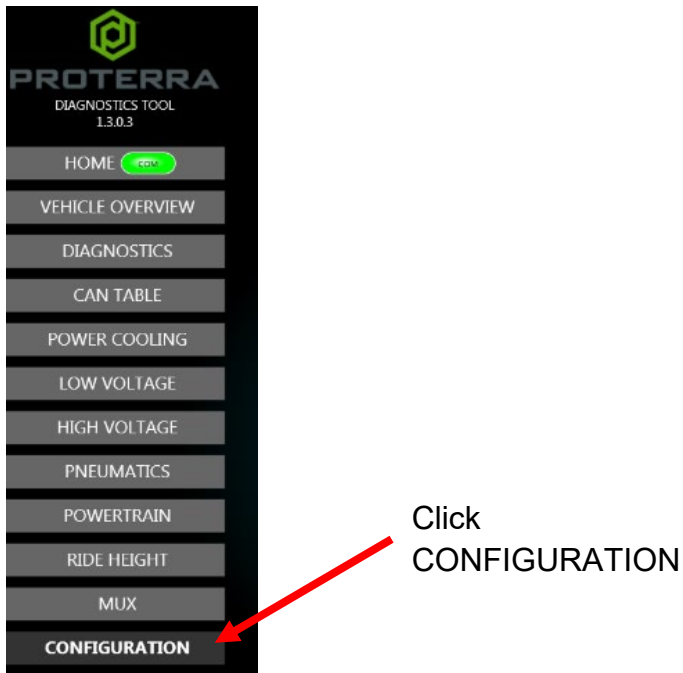 PROTERRA
DIAGNOSTICS TOOL
1.3.0.3
HOME COM
VEHICLE OVERVIEW
DIAGNOSTICS
CAN TABLE
POWER COOLING
LOW VOLTAGE
HIGH VOLTAGE
PNEUMATICS
POWERTRAIN
RIDE HEIGHT
MUX
CONFIGURATION
Click
CONFIGURATION